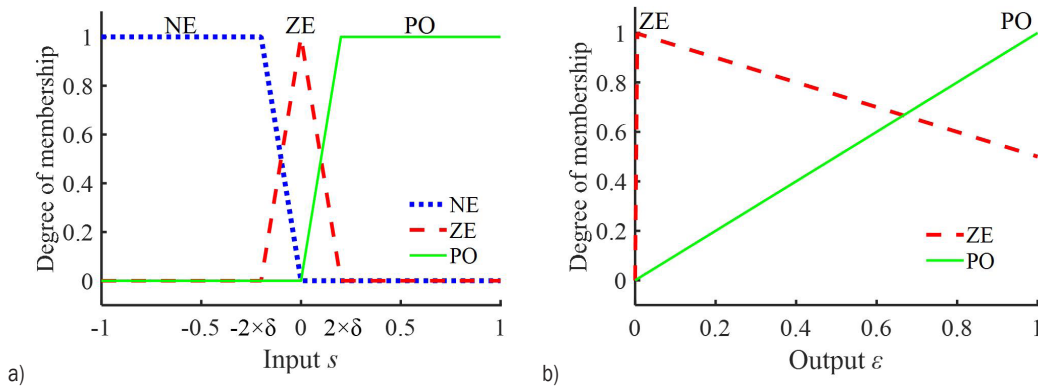 NE ZE PO
1
0.8
0.6
0.4
0.2
0
Degree of membership
NE
ZE
PO
-1 -0.5 -2×δ 0 2×δ 0.5 1
Input s
a)
ZE PO
1
0.8
0.6
0.4
0.2
0
Degree of membership
ZE
PO
0 0.2 0.4 0.6 0.8 1
Output ε
b)